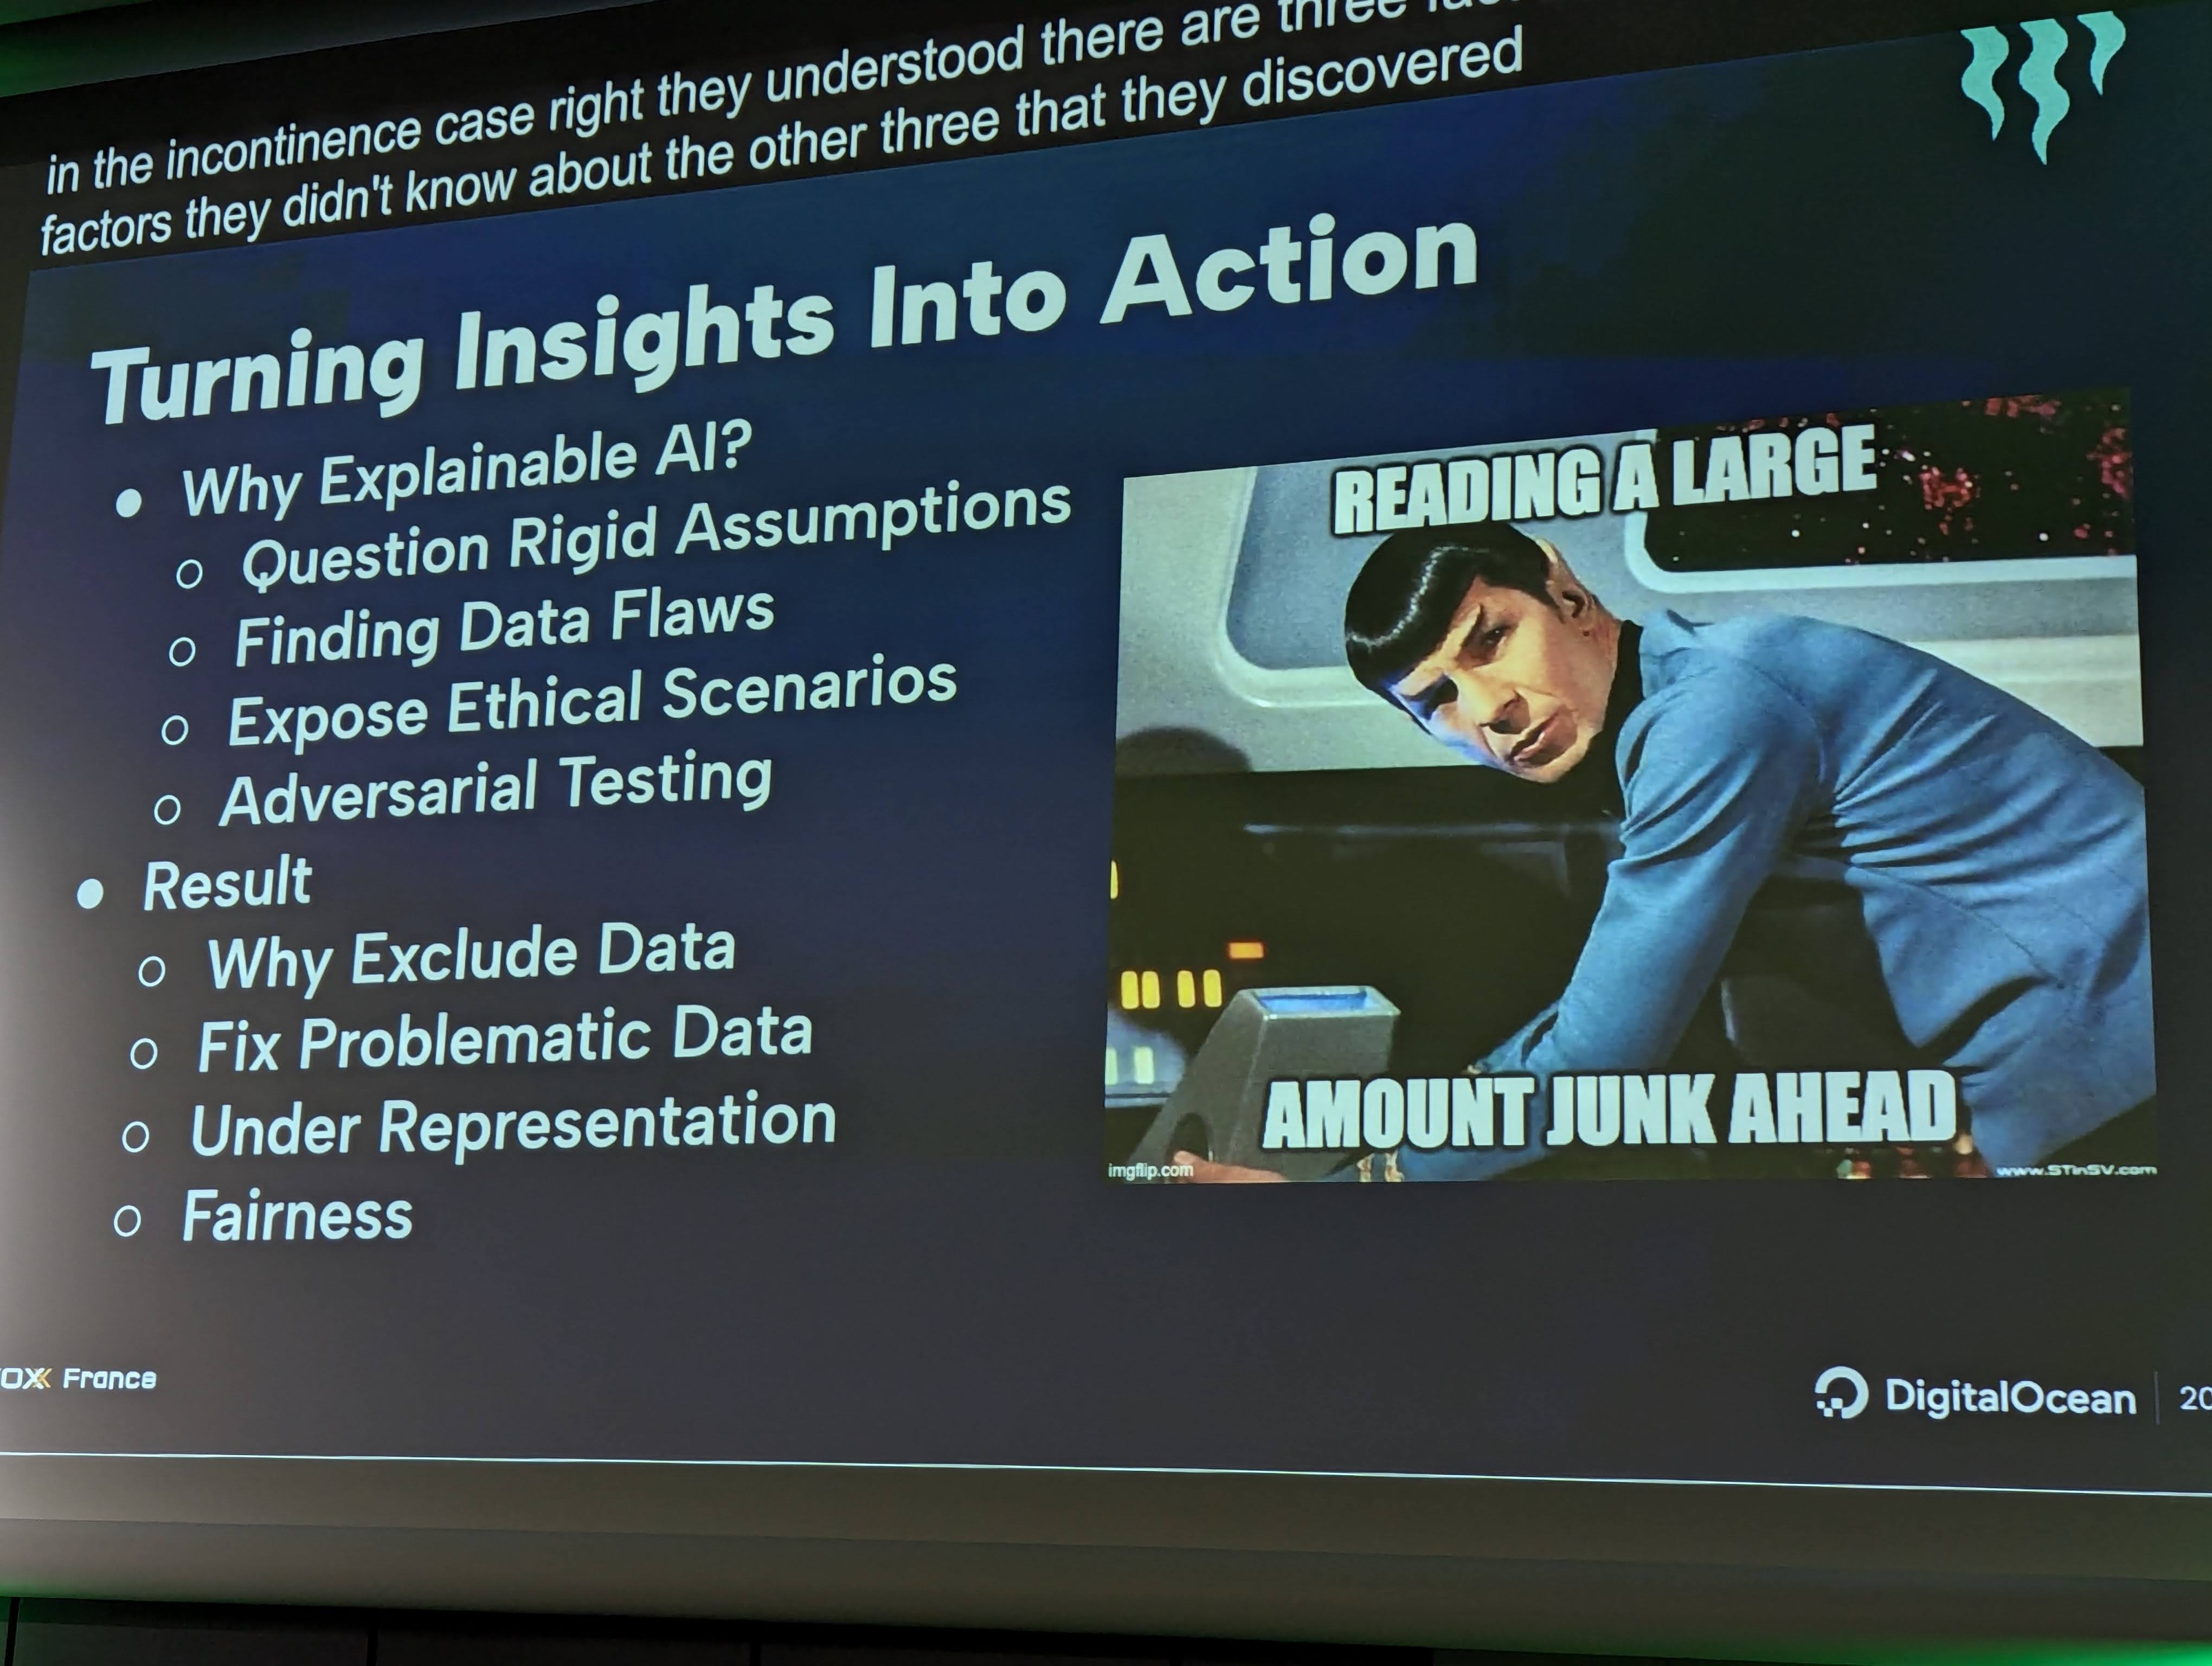 in the incontinence case right they understood there are three
factors they didn't know about the other three that they discovered
Turning Insights Into Action
• Why Explainable AI?
○ Question Rigid Assumptions
○ Finding Data Flaws
○ Expose Ethical Scenarios
○ Adversarial Testing
• Result
○ Why Exclude Data
○ Fix Problematic Data
○ Under Representation
○ Fairness
READING A LARGE
AMOUNT JUNK AHEAD
imgflip.com
www.STinSV.com
France
DigitalOcean